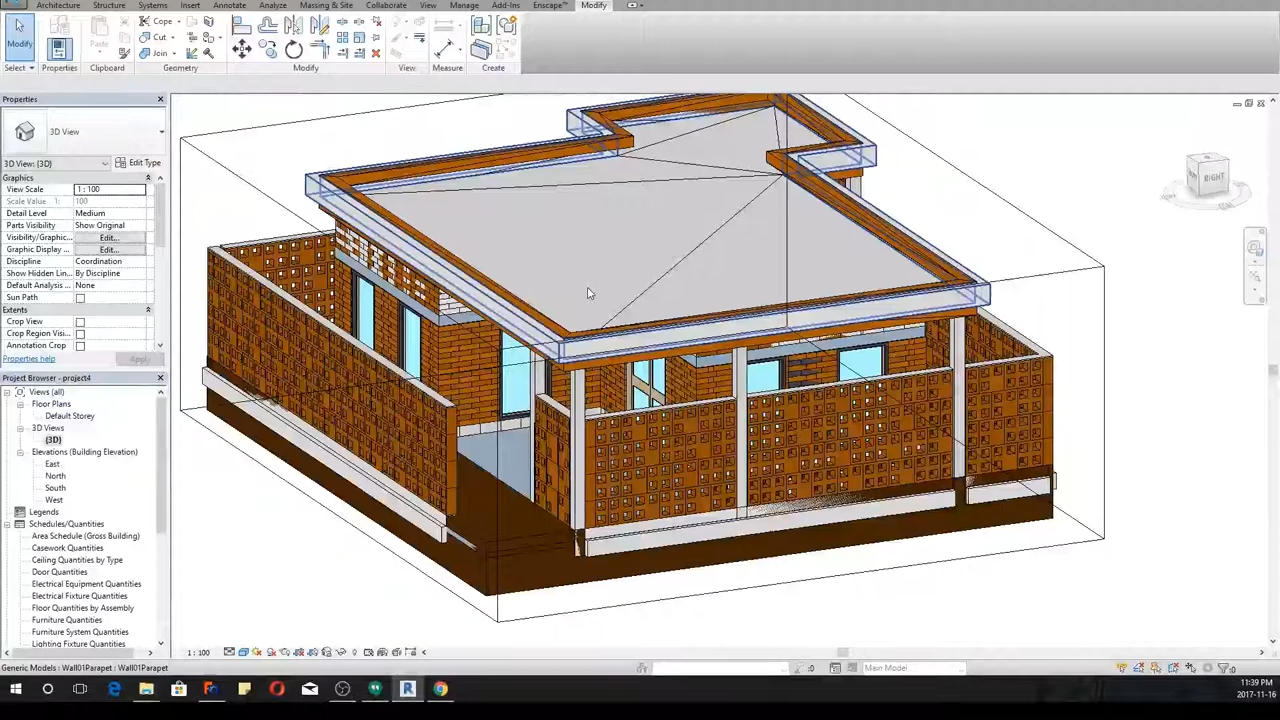 Architecture Structure Systems Insert Annotate Analyze Massing & Site Collaborate View Manage Add-Ins Enscape™ Modify
Modify
Paste
Cope
Cut
Join
Select Properties Clipboard Geometry Modify View Measure Create
Properties
3D View
3D View: {3D} Edit Type
Graphics
View Scale 1 : 100
Scale Value 1: 100
Detail Level Medium
Parts Visibility Show Original
Visibility/Graphic... Edit...
Graphic Display ... Edit...
Discipline Coordination
Show Hidden Lin... By Discipline
Default Analysis ... None
Sun Path
Extents
Crop View
Crop Region Visi...
Annotation Crop
Properties help Apply
Project Browser - project4
Views (all)
Floor Plans
Default Storey
3D Views
{3D}
Elevations (Building Elevation)
East
North
South
West
Legends
Schedules/Quantities
Area Schedule (Gross Building)
Casework Quantities
Ceiling Quantities by Type
Door Quantities
Electrical Equipment Quantities
Electrical Fixture Quantities
Floor Quantities by Assembly
Furniture Quantities
Furniture System Quantities
Lighting Fixture Quantities
RIGHT
1 : 100
Generic Models : Wall01Parapet : Wall01Parapet
:0
Main Model
:0
11:39 PM
2017-11-16